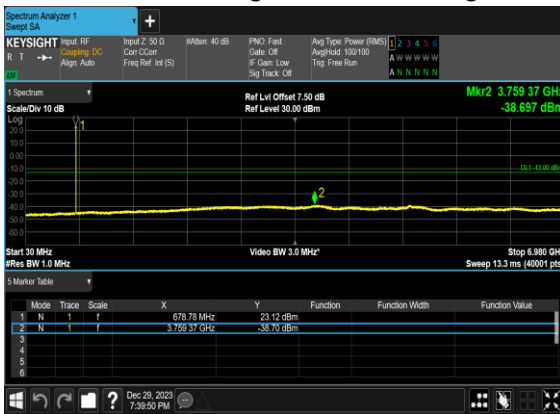 Spectrum Analyzer 1
Swept SA
+
KEYSIGHT Input: RF Input Z: 50 Ω #Atten: 40 dB PNO: Fast Avg Type: Power (RMS) 1 2 3 4 5 6
R T Coupling: DC Corr CCorr Gate: Off Avg|Hold: 100/100 A W W W W W
Align: Auto Freq Ref: Int (S) IF Gain: Low Trig: Free Run
Sig Track: Off A N N N N N
1 Spectrum Ref Lvl Offset 7.50 dB Mkr2 3.759 37 GHz
Scale/Div 10 dB Ref Level 30.00 dBm -38.697 dBm
Log
20.0 1
10.0
0.00
-10.0 DL1 -13.00 dBm
-20.0
-30.0 2
-40.0
-50.0
-60.0
Start 30 MHz Video BW 3.0 MHz* Stop 6.980 GHz
#Res BW 1.0 MHz Sweep 13.3 ms (40001 pts)
5 Marker Table
Mode Trace Scale X Y Function Function Width Function Value
1 N 1 f 678.78 MHz 23.12 dBm
2 N 1 f 3.759 37 GHz -38.70 dBm
3
4
5
6
? Dec 29, 2023
7:39:50 PM